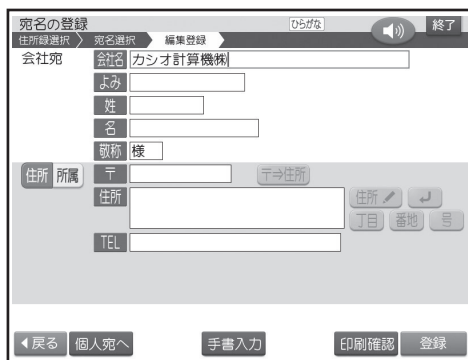 宛名の登録 ひらがな 終了
住所録選択 宛名選択 編集登録
会社宛 会社名 カシオ計算機㈱
よみ
姓
名
敬称 様
住所 所属 〒 〒⇒住所
住所 住所
丁目 番地 号
TEL
戻る 個人宛へ 手書入力 印刷確認 登録